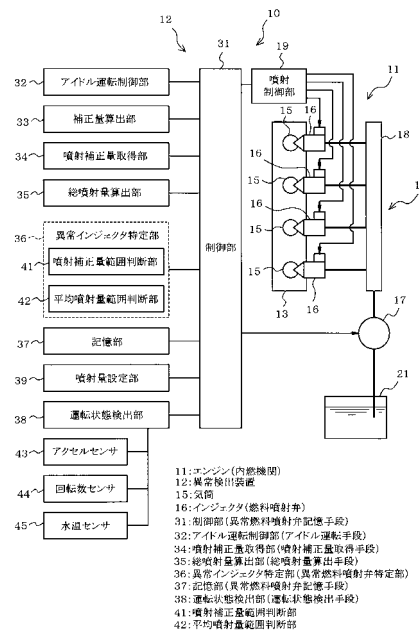 10
12
31
19
11
32
アイドル運転制御部
噴射
制御部
33
補正量算出部
15
16
18
34
噴射補正量取得部
16
15
35
総噴射量算出部
16
15
36
異常インジェクタ特定部
41
噴射補正量範囲判断部
制御部
15
42
平均噴射量範囲判断部
13
16
17
37
記憶部
39
噴射量設定部
21
38
運転状態検出部
43
アクセルセンサ
44
回転数センサ
45
水温センサ
11:エンジン(内燃機関)
12:異常検出装置
15:気筒
16:インジェクタ(燃料噴射弁)
31:制御部(異常燃料噴射弁記憶手段)
32:アイドル運転制御部(アイドル運転手段)
34:噴射補正量取得部(噴射補正量取得手段)
35:総噴射量算出部(総噴射量算出手段)
36:異常インジェクタ特定部(異常燃料噴射弁特定部)
37:記憶部(異常燃料噴射弁記憶手段)
38:運転状態検出部(運転状態検出手段)
41:噴射補正量範囲判断部
42:平均噴射量範囲判断部